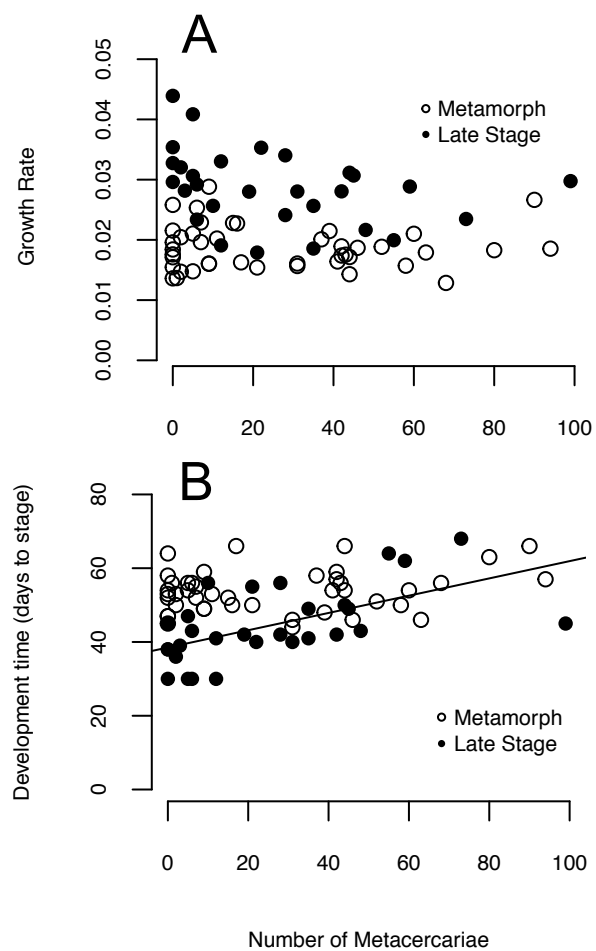 A
0.05
0.04
0.03
0.02
0.01
0.00
Growth Rate
Metamorph
Late Stage
0 20 40 60 80 100
B
80
60
40
20
0
Development time (days to stage)
Metamorph
Late Stage
0 20 40 60 80 100
Number of Metacercariae